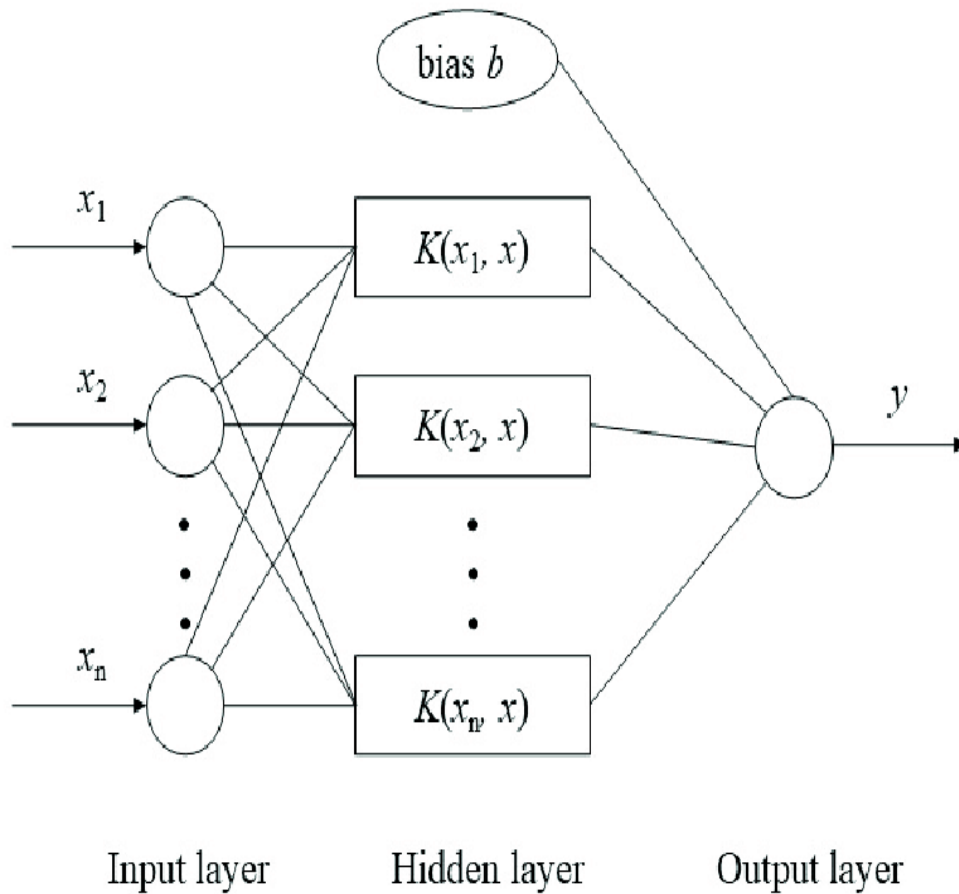 bias b
x1
K(x1, x)
x2
K(x2, x)
y
xn
K(xn, x)
Input layer
Hidden layer
Output layer